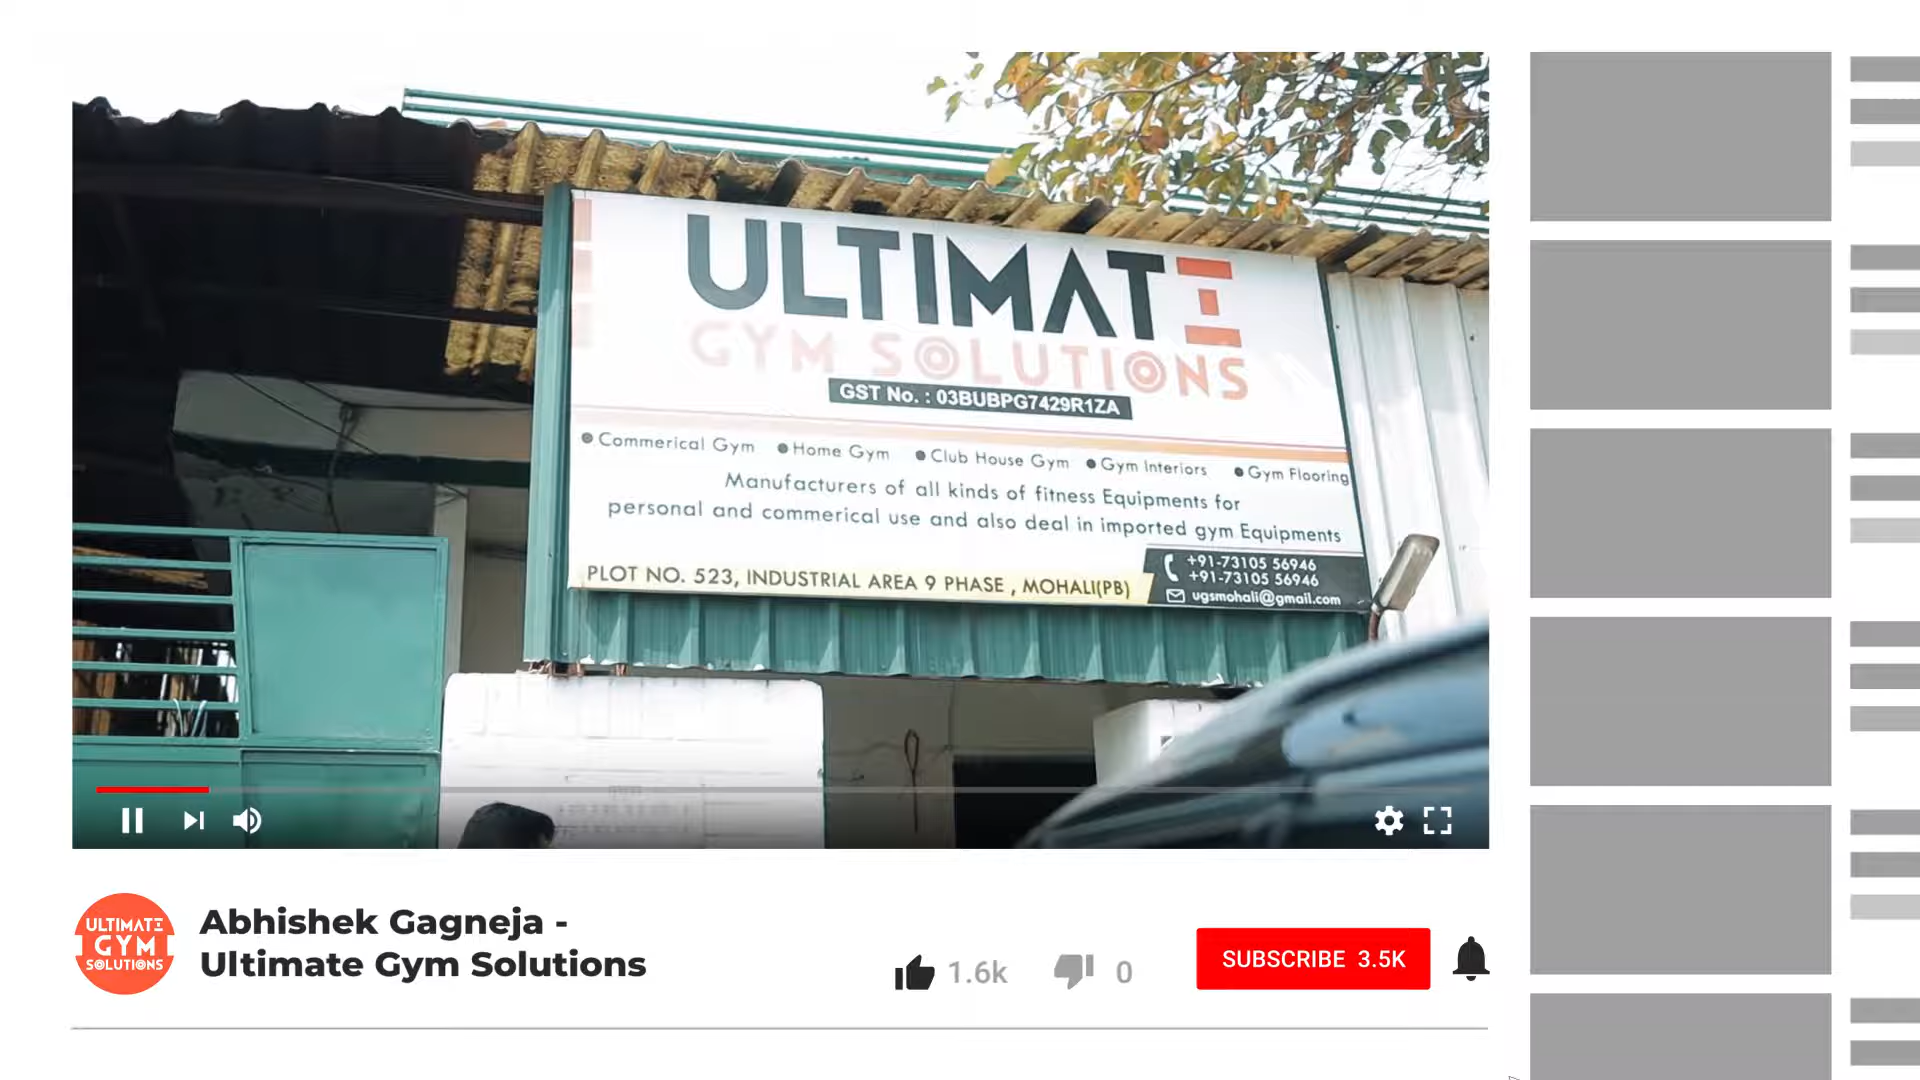 ULTIMATE
GYM SOLUTIONS
GST No. : 03BUBPG7429R1ZA
Commerical Gym Home Gym Club House Gym Gym Interiors Gym Flooring
Manufacturers of all kinds of fitness Equipments for
personal and commerical use and also deal in imported gym Equipments
PLOT NO. 523, INDUSTRIAL AREA 9 PHASE , MOHALI(PB)
+91-73105 56946
+91-73105 56946
ugsmohali@gmail.com
ULTIMATE
GYM
SOLUTIONS
Abhishek Gagneja -
Ultimate Gym Solutions
1.6k 0
SUBSCRIBE 3.5K